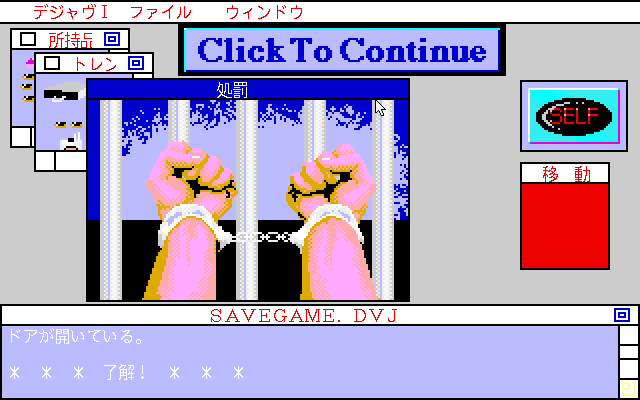 デジャヴⅠ ファイル ウィンドウ
Click To Continue
所持品
トレン
処罰
SELF
移動
SAVEGAME. DVJ
ドアが開いている。
＊ ＊ ＊ 了解！ ＊ ＊ ＊